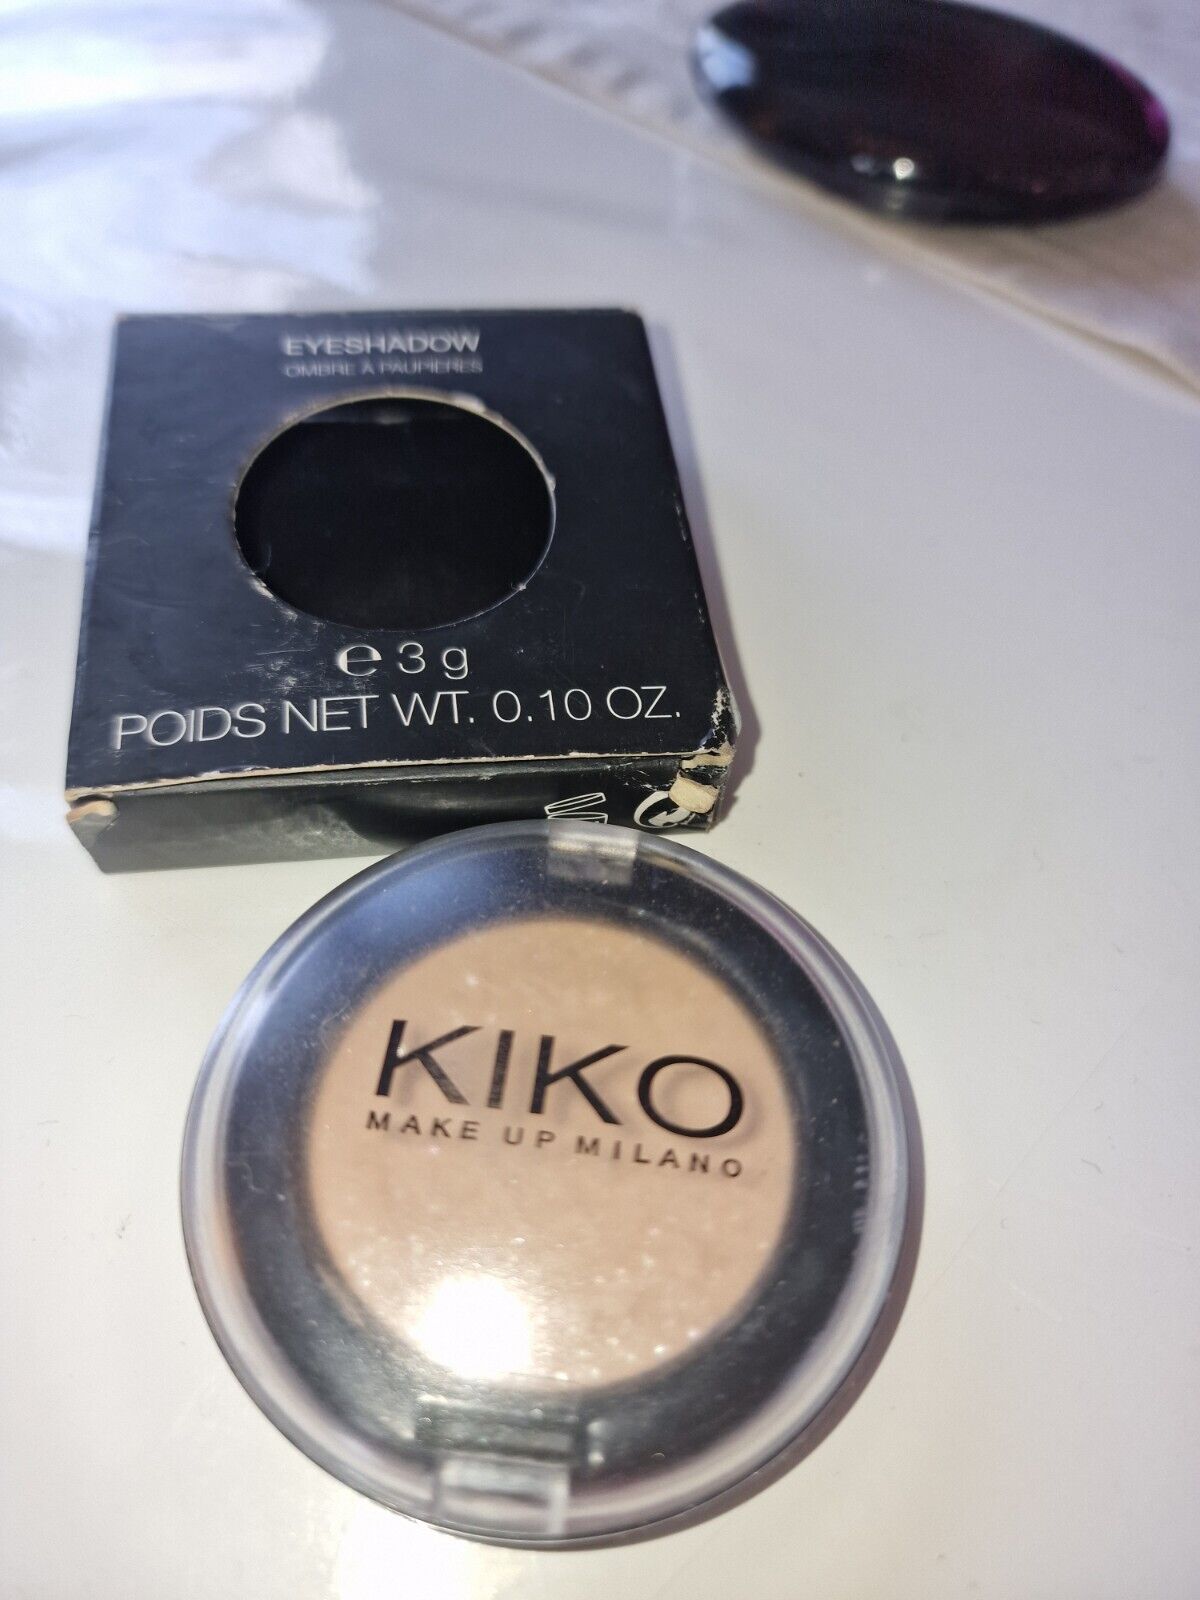 EYESHADOW
OMBRE À PAUPIÈRES
℮ 3 g
POIDS NET WT. 0.10 OZ.
KIKO
MAKE UP MILANO